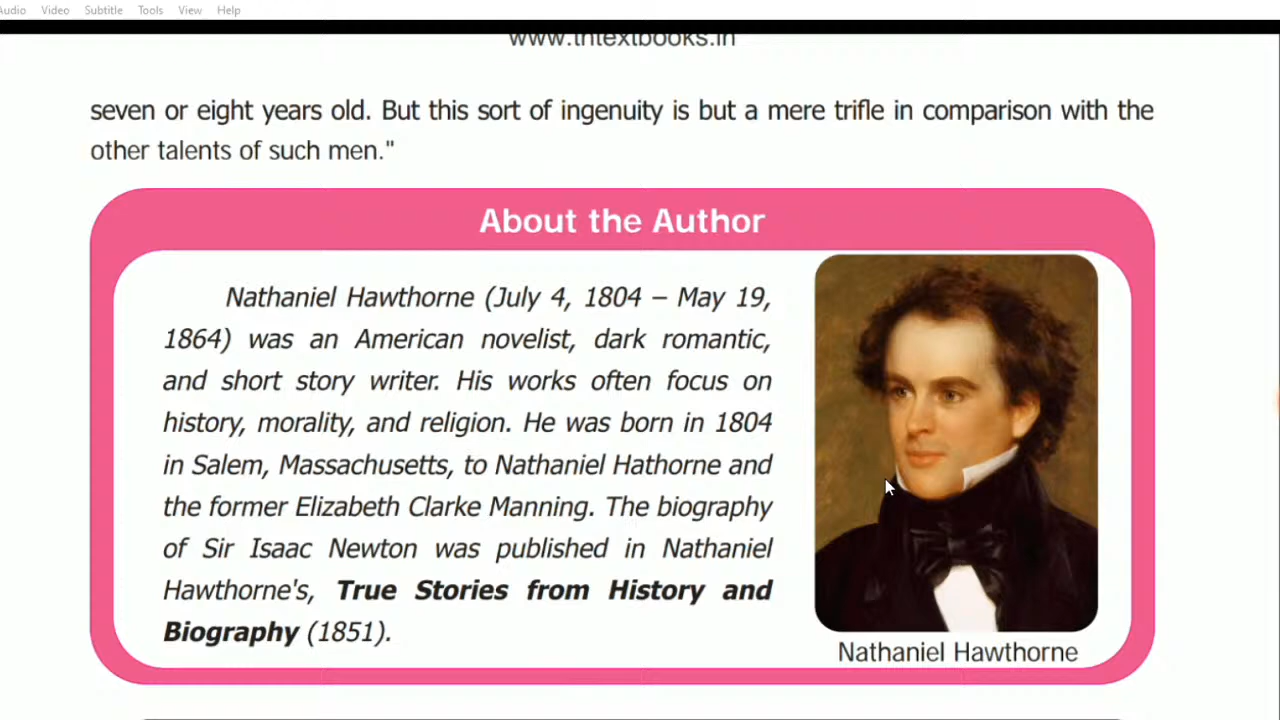 Audio Video Subtitle Tools View Help
www.tntextbooks.in
seven or eight years old. But this sort of ingenuity is but a mere trifle in comparison with the
other talents of such men."
About the Author
Nathaniel Hawthorne (July 4, 1804 – May 19,
1864) was an American novelist, dark romantic,
and short story writer. His works often focus on
history, morality, and religion. He was born in 1804
in Salem, Massachusetts, to Nathaniel Hathorne and
the former Elizabeth Clarke Manning. The biography
of Sir Isaac Newton was published in Nathaniel
Hawthorne's, True Stories from History and
Biography (1851).
Nathaniel Hawthorne